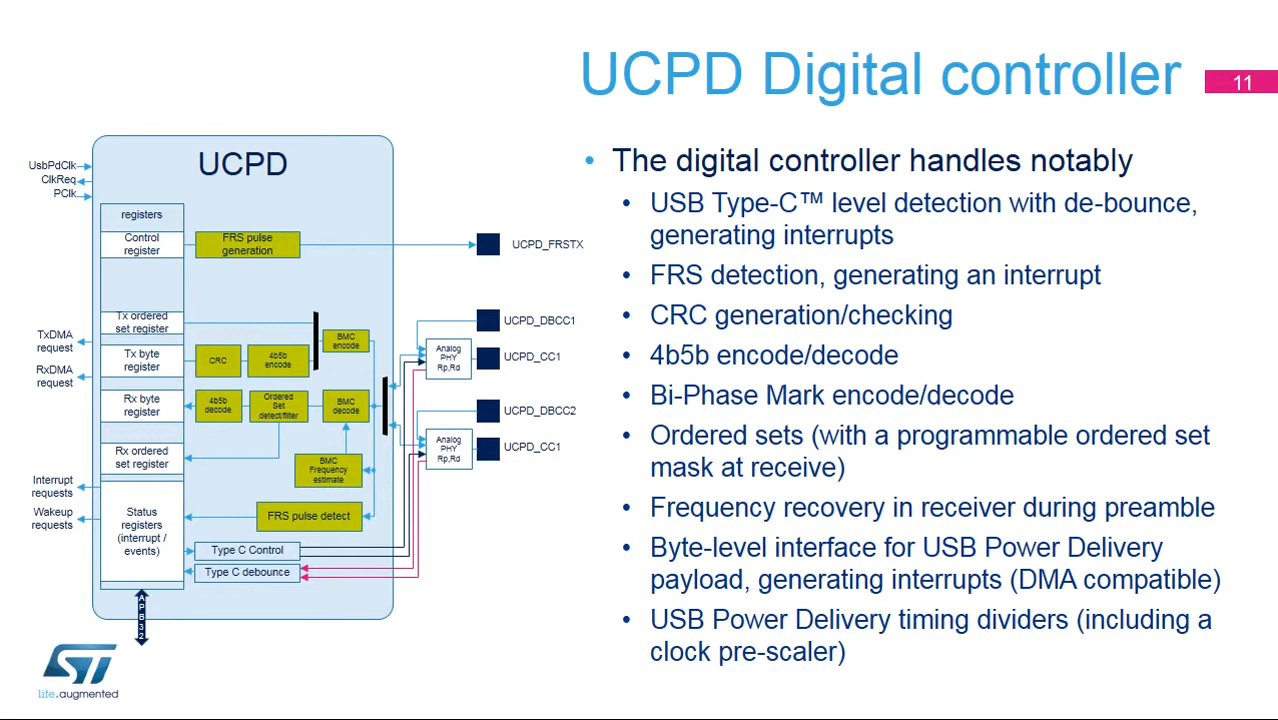 UCPD Digital controller
11
• The digital controller handles notably
• USB Type-C™ level detection with de-bounce,
generating interrupts
• FRS detection, generating an interrupt
• CRC generation/checking
• 4b5b encode/decode
• Bi-Phase Mark encode/decode
• Ordered sets (with a programmable ordered set
mask at receive)
• Frequency recovery in receiver during preamble
• Byte-level interface for USB Power Delivery
payload, generating interrupts (DMA compatible)
• USB Power Delivery timing dividers (including a
clock pre-scaler)
UCPD
UsbPdClk
ClkReq
PClk
registers
Control
register
FRS pulse
generation
UCPD_FRSTX
Tx ordered
set register
TxDMA
request
Tx byte
register
CRC
4b5b
encode
BMC
encode
UCPD_DBCC1
Analog
PHY
Rp,Rd
UCPD_CC1
RxDMA
request
Rx byte
register
4b5b
decode
Ordered
Set
detect/filter
BMC
decode
UCPD_DBCC2
Analog
PHY
Rp,Rd
UCPD_CC1
Rx ordered
set register
BMC
Frequency
estimate
Interrupt
requests
Wakeup
requests
Status
registers
(interrupt /
events)
FRS pulse detect
Type C Control
Type C debounce
APB32
ST
life.augmented